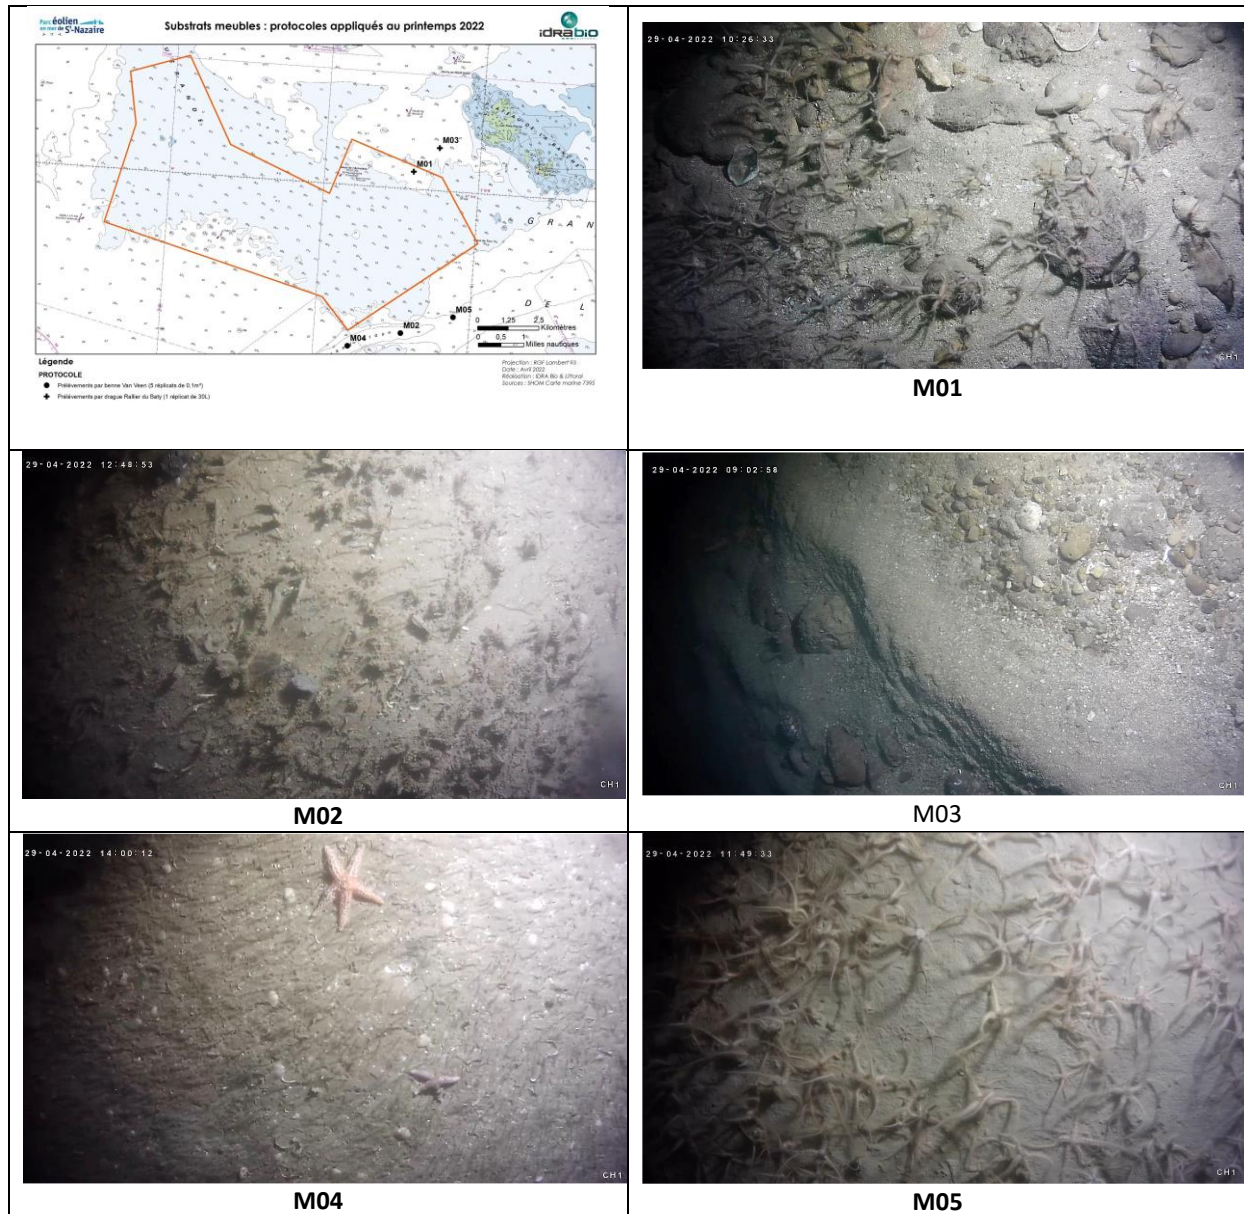 Parc éolien
en mer de St-Nazaire
Substrats meubles : protocoles appliqués au printemps 2022
idrabio
M03
M01
G R A N
D E L
M05
M02
M04
0 1,25 2,5
Kilomètres
0 0,5 1
Milles nautiques
Légende
PROTOCOLE
Prélèvements par benne Van Veen (5 réplicats de 0,1m²)
Prélèvements par drague Rallier du Baty (1 réplicat de 30L)
Projection : RGF Lambert 93
Date : Avril 2022
Réalisation : IDRA Bio & Littoral
Sources : SHOM Carte marine 7395
29-04-2022 10:26:33
CH1
M01
29-04-2022 12:48:53
CH1
M02
29-04-2022 09:02:58
CH1
M03
29-04-2022 14:00:12
CH1
M04
29-04-2022 11:49:33
CH1
M05